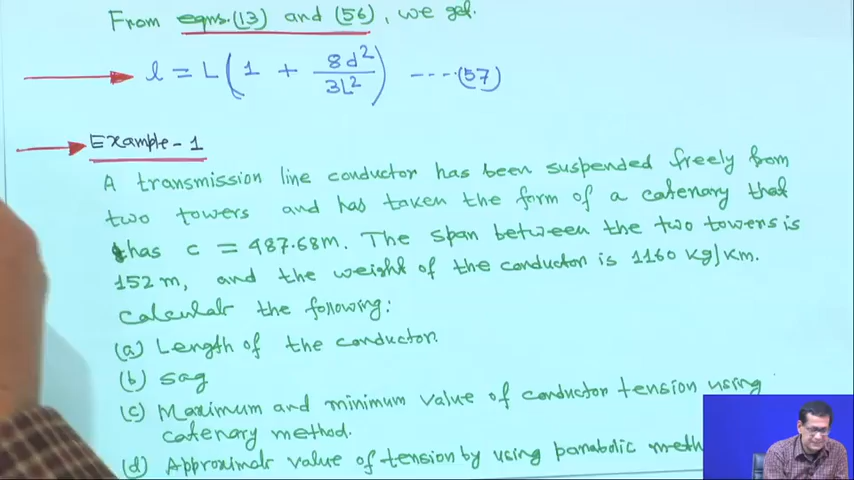 From eqns.(13) and (56), we get.
l = L(1 + 8d²/3L²) ----(57)
Example-1
A transmission line conductor has been suspended freely from
two towers and has taken the form of a catenary that
has c = 487.68m. The span between the two towers is
152m, and the weight of the conductor is 1160 kg/km.
Calculate the following:
(a) Length of the conductor.
(b) sag
(c) Maximum and minimum value of conductor tension using
catenary method.
(d) Approximate value of tension by using parabolic